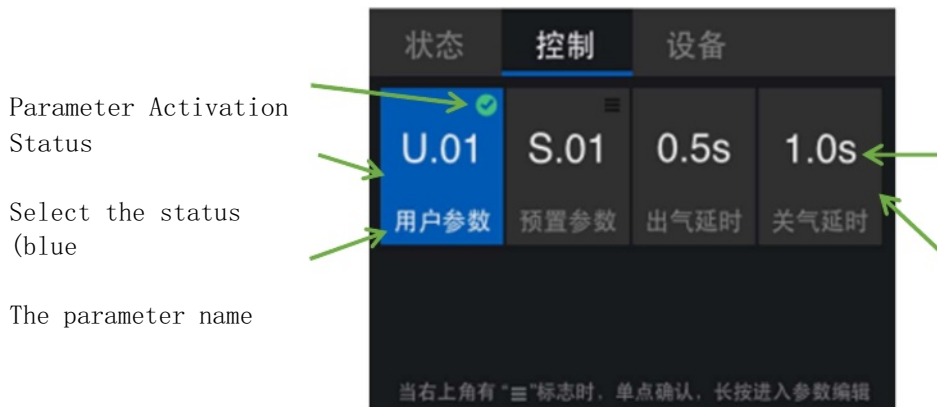 状态 控制 设备
Parameter Activation
Status
U.01 S.01 0.5s 1.0s
Select the status
(blue
用户参数 预置参数 出气延时 关气延时
The parameter name
当右上角有“≡”标志时，单点确认，长按进入参数编辑